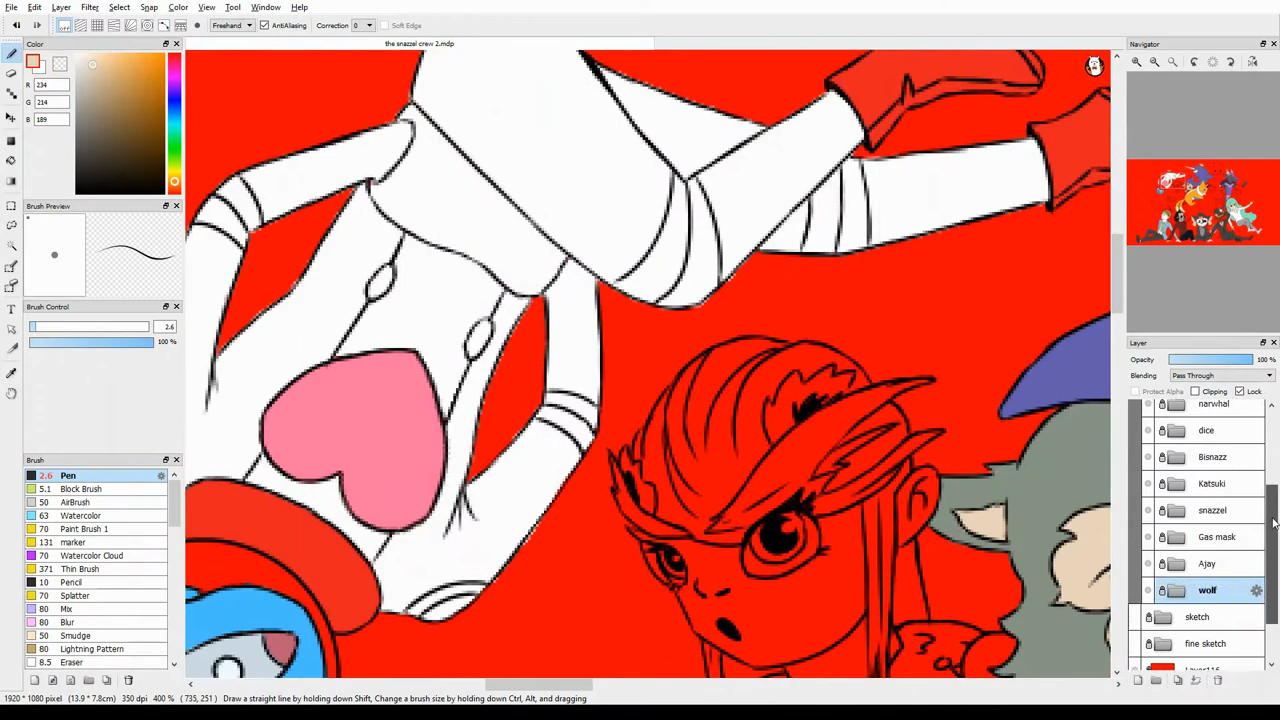 File Edit Layer Filter Select Snap Color View Tool Window Help
off Freehand AntiAliasing Correction 0 Soft Edge
Color
the snazzel crew 2.mdp
Navigator
R 234
G 214
B 189
Brush Preview
Brush Control
2.6
100 %
Layer
Opacity 100 %
Blending Pass Through
Protect Alpha Clipping Lock
narwhal
dice
Bisnazz
Katsuki
snazzel
Gas mask
Ajay
wolf
sketch
fine sketch
Layer116
Brush
2.6 Pen
5.1 Block Brush
50 AirBrush
63 Watercolor
70 Paint Brush 1
131 marker
70 Watercolor Cloud
371 Thin Brush
10 Pencil
70 Splatter
80 Mix
80 Blur
50 Smudge
80 Lightning Pattern
8.5 Eraser
1920 * 1080 pixel (13.9 * 7.8cm) 350 dpi 400 % ( 735, 251 ) Draw a straight line by holding down Shift, Change a brush size by holding down Ctrl, Alt, and dragging